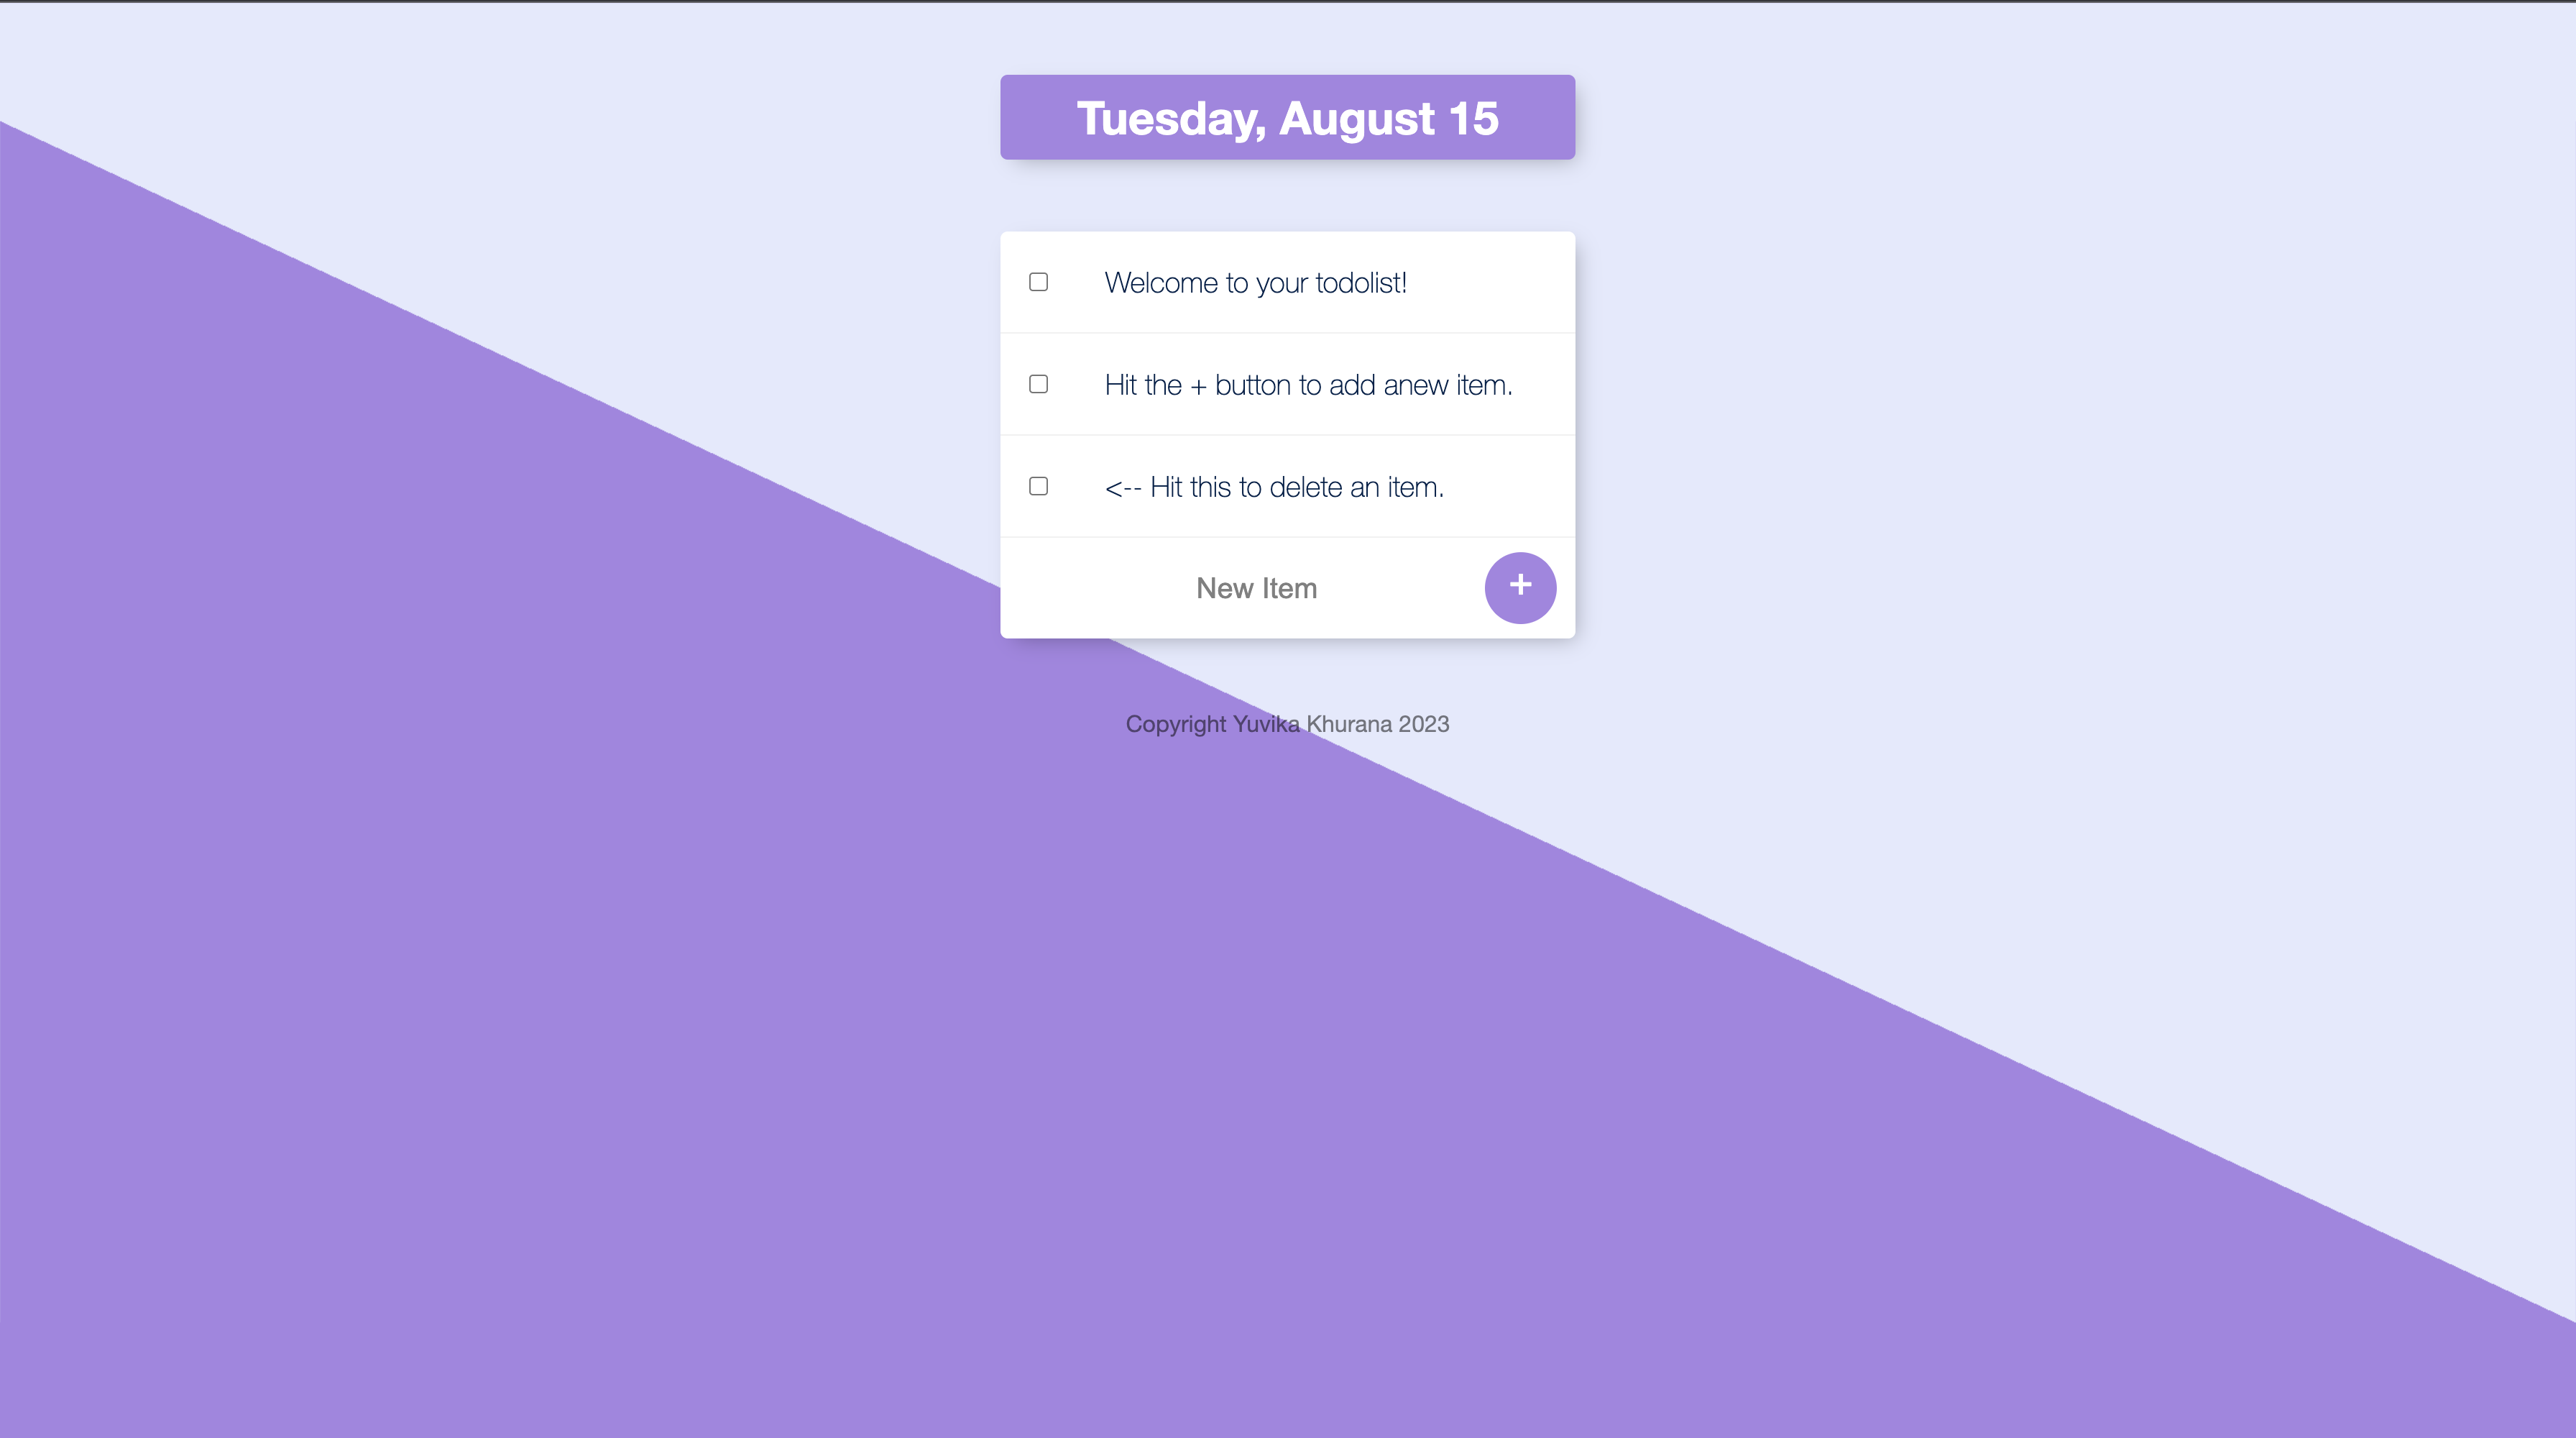 Tuesday, August 15
Welcome to your todolist!
Hit the + button to add anew item.
<-- Hit this to delete an item.
New Item +
Copyright Yuvika Khurana 2023